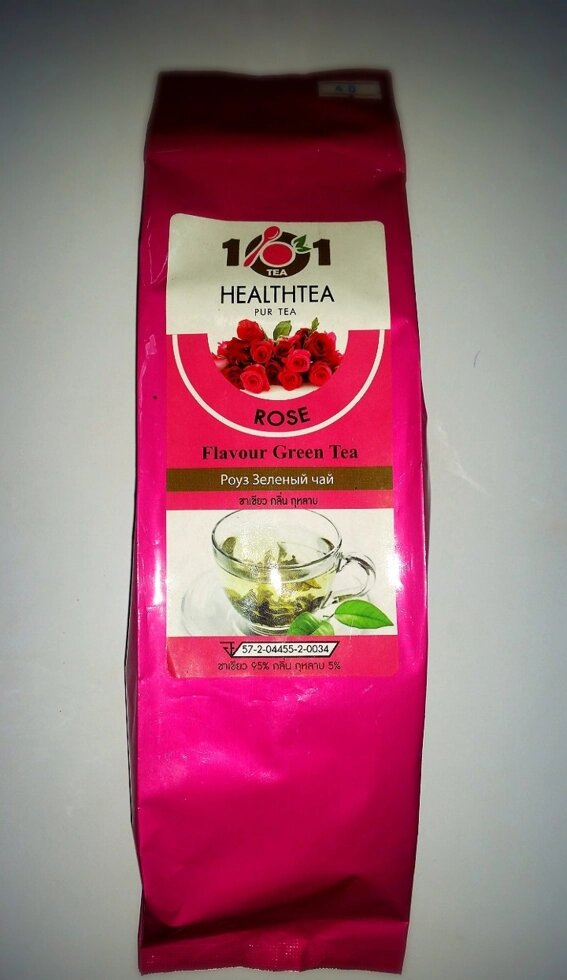 101
TEA
HEALTHTEA
PUR TEA
ROSE
Flavour Green Tea
Роуз Зеленый чай
ชาเขียว กลิ่น กุหลาบ
57-2-04455-2-0034
ชาเขียว 95% กลิ่น กุหลาบ 5%